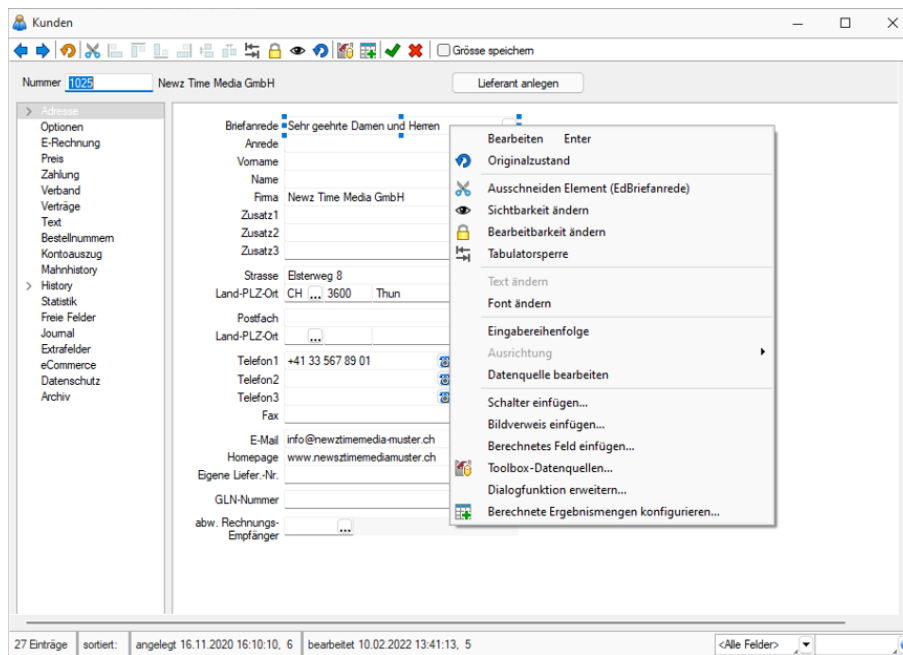 Kunden
Grösse speichern
Nummer 1025 Newz Time Media GmbH Lieferant anlegen
Adresse
Optionen
E-Rechnung
Preis
Zahlung
Verband
Verträge
Text
Bestellnummern
Kontoauszug
Mahnhistory
History
Statistik
Freie Felder
Journal
Extrafelder
eCommerce
Datenschutz
Archiv
Briefanrede Sehr geehrte Damen und Herren
Anrede
Vorname
Name
Firma Newz Time Media GmbH
Zusatz1
Zusatz2
Zusatz3
Strasse Elsterweg 8
Land-PLZ-Ort CH ... 3600 Thun
Postfach
Land-PLZ-Ort ...
Telefon1 +41 33 567 89 01
Telefon2
Telefon3
Fax
E-Mail info@newztimemedia-muster.ch
Homepage www.newsztimemediamuster.ch
Eigene Liefer.-Nr.
GLN-Nummer
abw. Rechnungs-
Empfänger ...
Bearbeiten Enter
Originalzustand
Ausschneiden Element (EdBriefanrede)
Sichtbarkeit ändern
Bearbeitbarkeit ändern
Tabulatorsperre
Text ändern
Font ändern
Eingabereihenfolge
Ausrichtung
Datenquelle bearbeiten
Schalter einfügen...
Bildverweis einfügen...
Berechnetes Feld einfügen...
Toolbox-Datenquellen...
Dialogfunktion erweitern...
Berechnete Ergebnismengen konfigurieren...
27 Einträge sortiert: angelegt 16.11.2020 16:10:10, 6 bearbeitet 10.02.2022 13:41:13, 5 <Alle Felder>